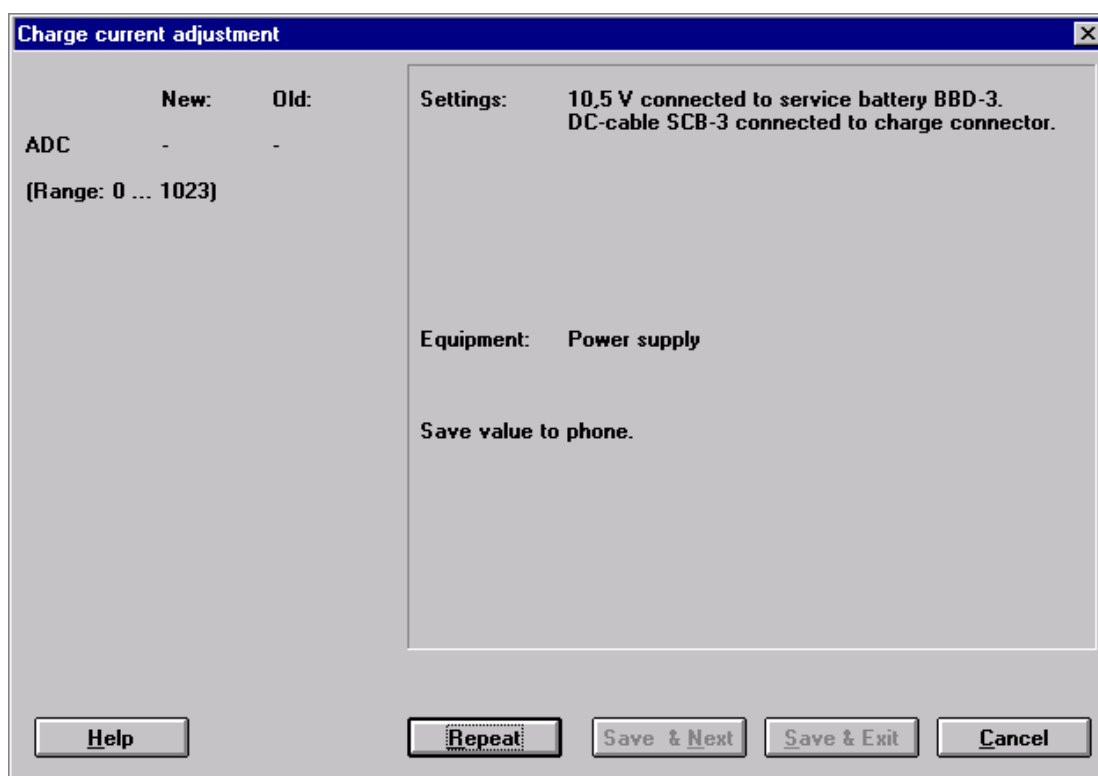 Charge current adjustment
New: Old:
ADC - -
(Range: 0 ... 1023)
Settings: 10,5 V connected to service battery BBD-3.
DC-cable SCB-3 connected to charge connector.
Equipment: Power supply
Save value to phone.
Help Repeat Save & Next Save & Exit Cancel